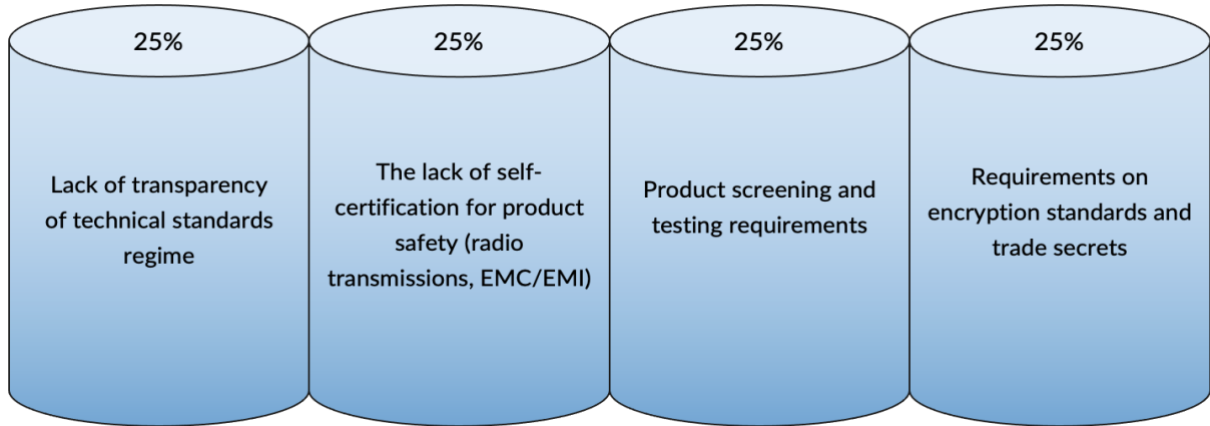 25%
Lack of transparency
of technical standards
regime
25%
The lack of self-
certification for product
safety (radio
transmissions, EMC/EMI)
25%
Product screening and
testing requirements
25%
Requirements on
encryption standards and
trade secrets